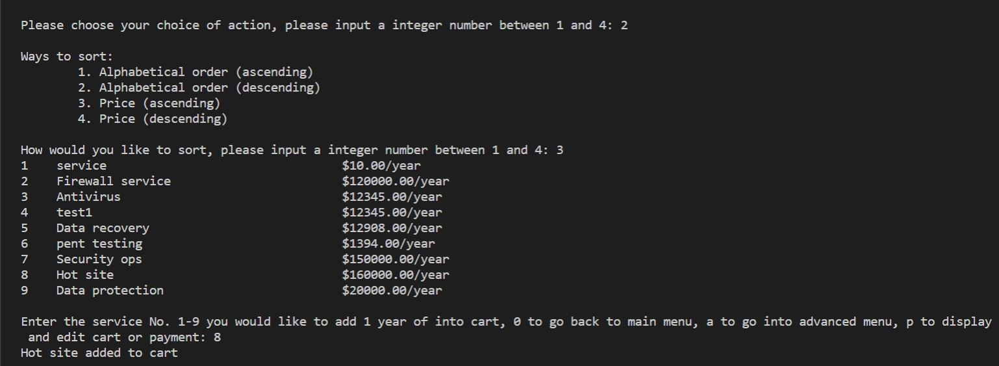 Please choose your choice of action, please input a integer number between 1 and 4: 2
Ways to sort:
1. Alphabetical order (ascending)
2. Alphabetical order (descending)
3. Price (ascending)
4. Price (descending)
How would you like to sort, please input a integer number between 1 and 4: 3
1 service $10.00/year
2 Firewall service $120000.00/year
3 Antivirus $12345.00/year
4 test1 $12345.00/year
5 Data recovery $12908.00/year
6 pent testing $1394.00/year
7 Security ops $150000.00/year
8 Hot site $160000.00/year
9 Data protection $20000.00/year
Enter the service No. 1-9 you would like to add 1 year of into cart, 0 to go back to main menu, a to go into advanced menu, p to display
and edit cart or payment: 8
Hot site added to cart